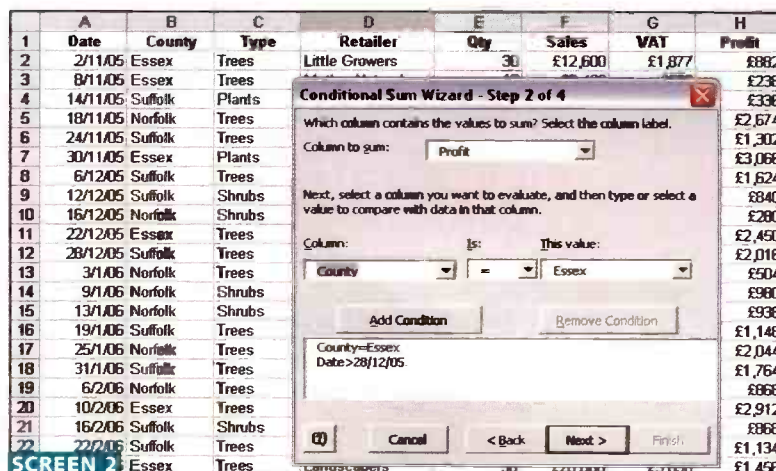 A B C D E F G H
1 Date County Type Retailer Qty Sales VAT Profit
2 2/11/05 Essex Trees Little Growers 30 £12,600 £1,877 £882
3 8/11/05 Essex Trees
4 14/11/05 Suffolk Plants
5 18/11/05 Norfolk Trees £2,674
6 24/11/05 Suffolk Trees £1,302
7 30/11/05 Essex Plants
8 6/12/05 Suffolk Trees £1,624
9 12/12/05 Suffolk Shrubs £840
10 16/12/05 Norfolk Shrubs £280
11 22/12/05 Essex Trees £2,450
12 28/12/05 Suffolk Trees £2,016
13 3/1/06 Norfolk Trees £504
14 9/1/06 Norfolk Shrubs £980
15 13/1/06 Norfolk Shrubs £938
16 19/1/06 Suffolk Trees £1,148
17 25/1/06 Norfolk Trees £2,044
18 31/1/06 Suffolk Trees £1,764
19 6/2/06 Norfolk Trees £868
20 10/2/06 Essex Trees £2,912
21 16/2/06 Suffolk Shrubs £868
22 22/2/06 Suffolk Trees £1,134
SCREEN 2 Essex Trees Landscapers
Conditional Sum Wizard - Step 2 of 4
Which column contains the values to sum? Select the column label.
Column to sum: Profit
Next, select a column you want to evaluate, and then type or select a
value to compare with data in that column.
Column: Is: This value:
County = Essex
Add Condition Remove Condition
County=Essex
Date>28/12/05
Cancel < Back Next > Finish